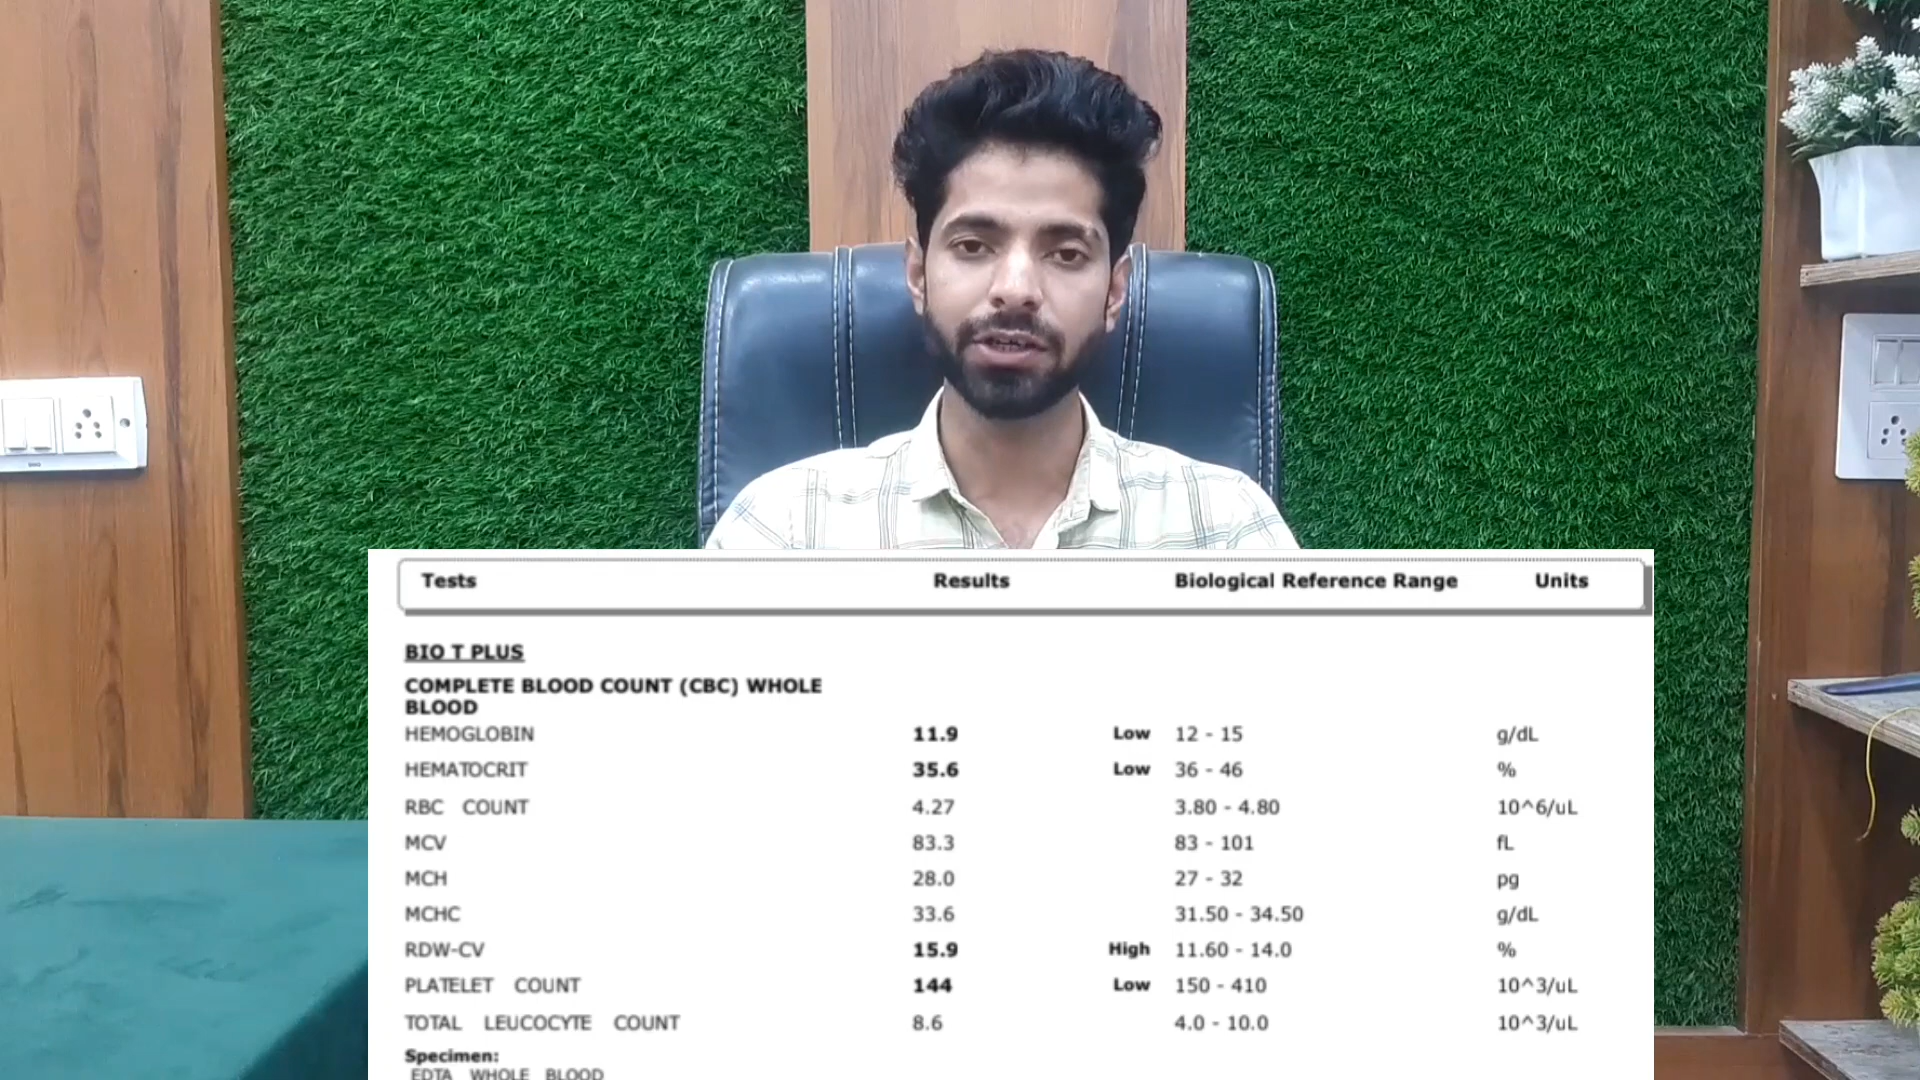 Tests Results Biological Reference Range Units
BIO T PLUS
COMPLETE BLOOD COUNT (CBC) WHOLE
BLOOD
HEMOGLOBIN 11.9 Low 12 - 15 g/dL
HEMATOCRIT 35.6 Low 36 - 46 %
RBC COUNT 4.27 3.80 - 4.80 10^6/uL
MCV 83.3 83 - 101 fL
MCH 28.0 27 - 32 pg
MCHC 33.6 31.50 - 34.50 g/dL
RDW-CV 15.9 High 11.60 - 14.0 %
PLATELET COUNT 144 Low 150 - 410 10^3/uL
TOTAL LEUCOCYTE COUNT 8.6 4.0 - 10.0 10^3/uL
Specimen:
EDTA WHOLE BLOOD